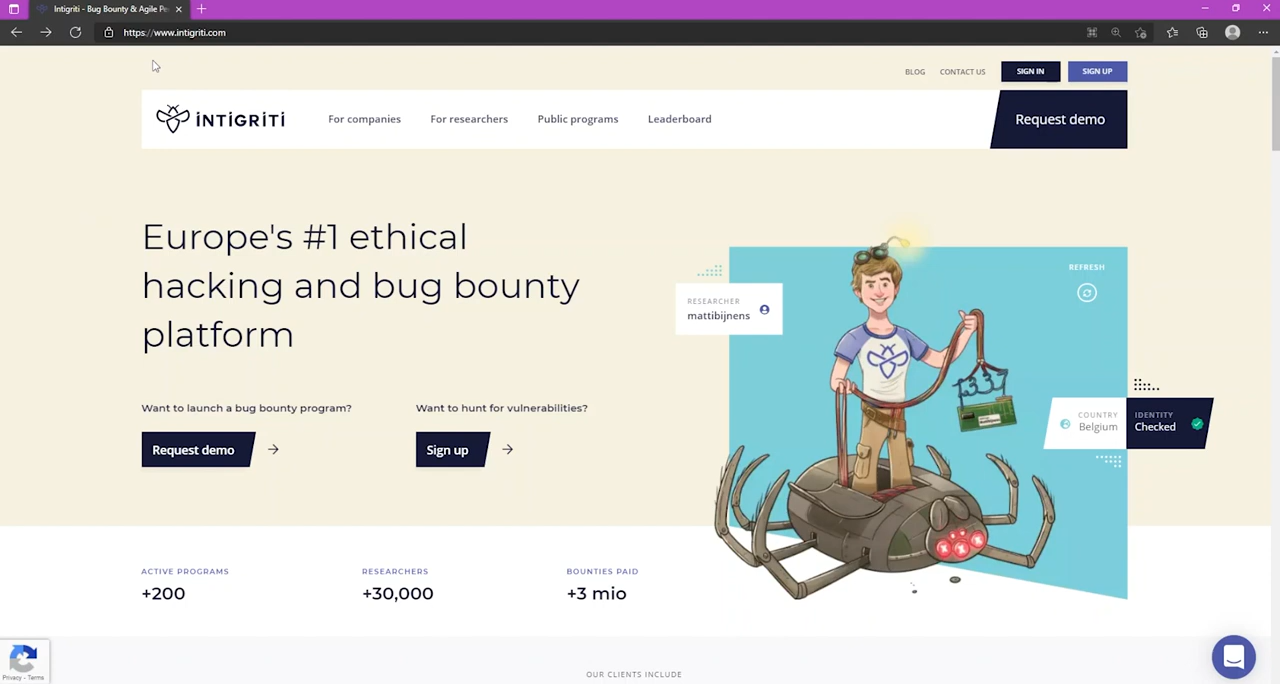 Intigriti - Bug Bounty & Agile Pe
https://www.intigriti.com
BLOG
CONTACT US
SIGN IN
SIGN UP
INTIGRITI
For companies
For researchers
Public programs
Leaderboard
Request demo
Europe's #1 ethical
hacking and bug bounty
platform
Want to launch a bug bounty program?
Request demo
Want to hunt for vulnerabilities?
Sign up
REFRESH
RESEARCHER
mattibijnens
1337
COUNTRY
Belgium
IDENTITY
Checked
ACTIVE PROGRAMS
+200
RESEARCHERS
+30,000
BOUNTIES PAID
+3 mio
Privacy - Terms
OUR CLIENTS INCLUDE